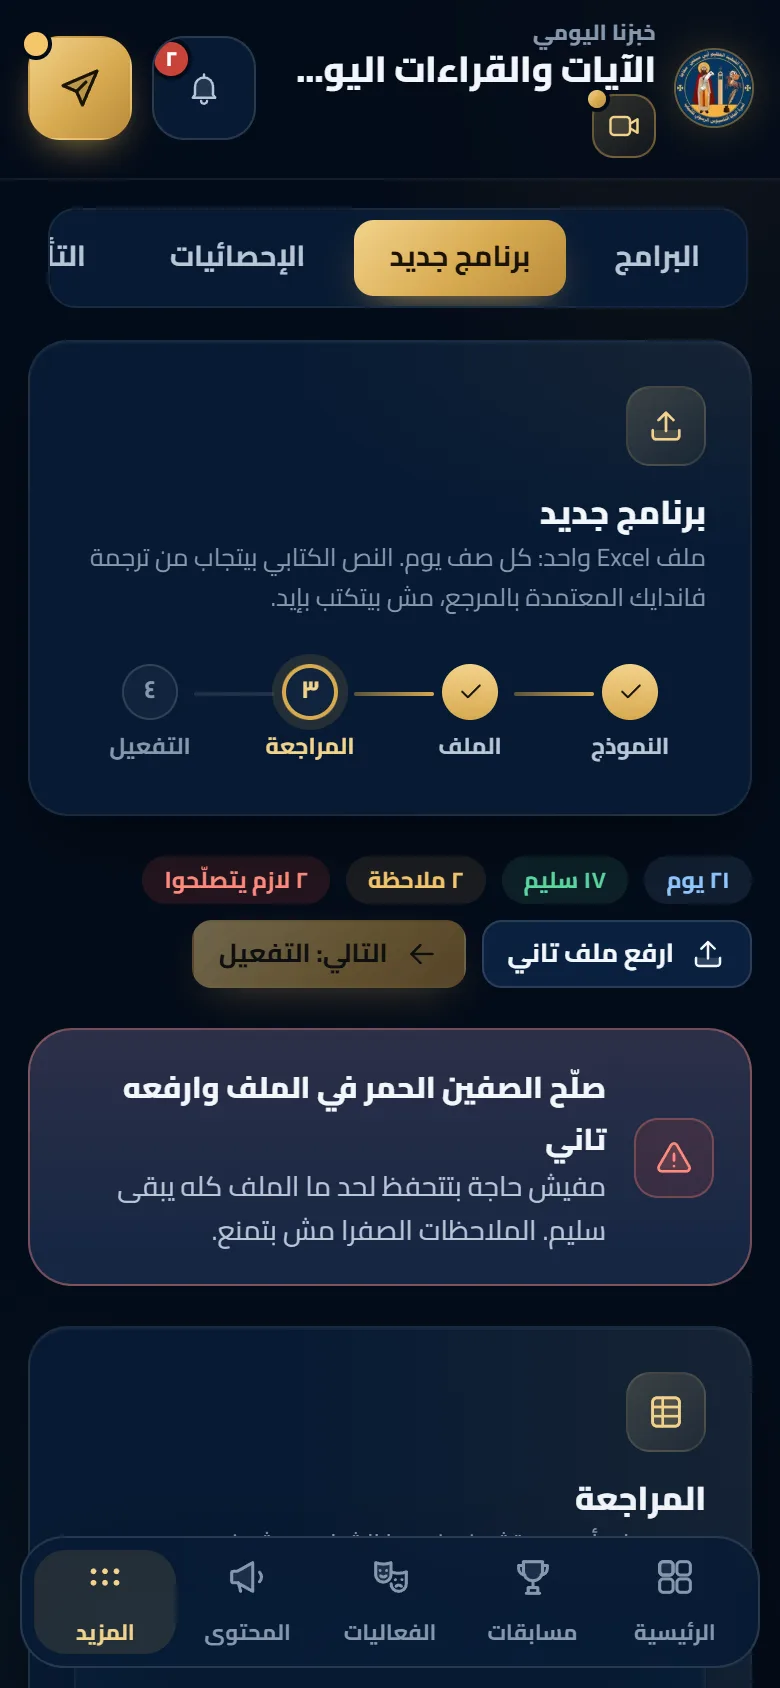 خبزنا اليومي
الآيات والقراءات اليو...
٢
البرامج
برنامج جديد
الإحصائيات
التأ
برنامج جديد
ملف Excel واحد: كل صف يوم. النص الكتابي بيتجاب من ترجمة
فاندايك المعتمدة بالمرجع، مش بيتكتب بإيد.
٣
٤
النموذج
الملف
المراجعة
التفعيل
٢١ يوم
١٧ سليم
٢ ملاحظة
٢ لازم يتصلّحوا
ارفع ملف تاني
التالي: التفعيل
صلّح الصفين الحمر في الملف وارفعه
تاني
مفيش حاجة بتتحفظ لحد ما الملف كله يبقى
سليم. الملاحظات الصفرا مش بتمنع.
المراجعة
الرئيسية
مسابقات
الفعاليات
المحتوى
المزيد